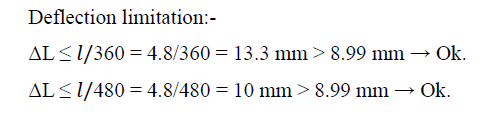 Deflection limitation:-
ΔL ≤ l/360 = 4.8/360 = 13.3 mm > 8.99 mm → Ok.
ΔL ≤ l/480 = 4.8/480 = 10 mm > 8.99 mm → Ok.